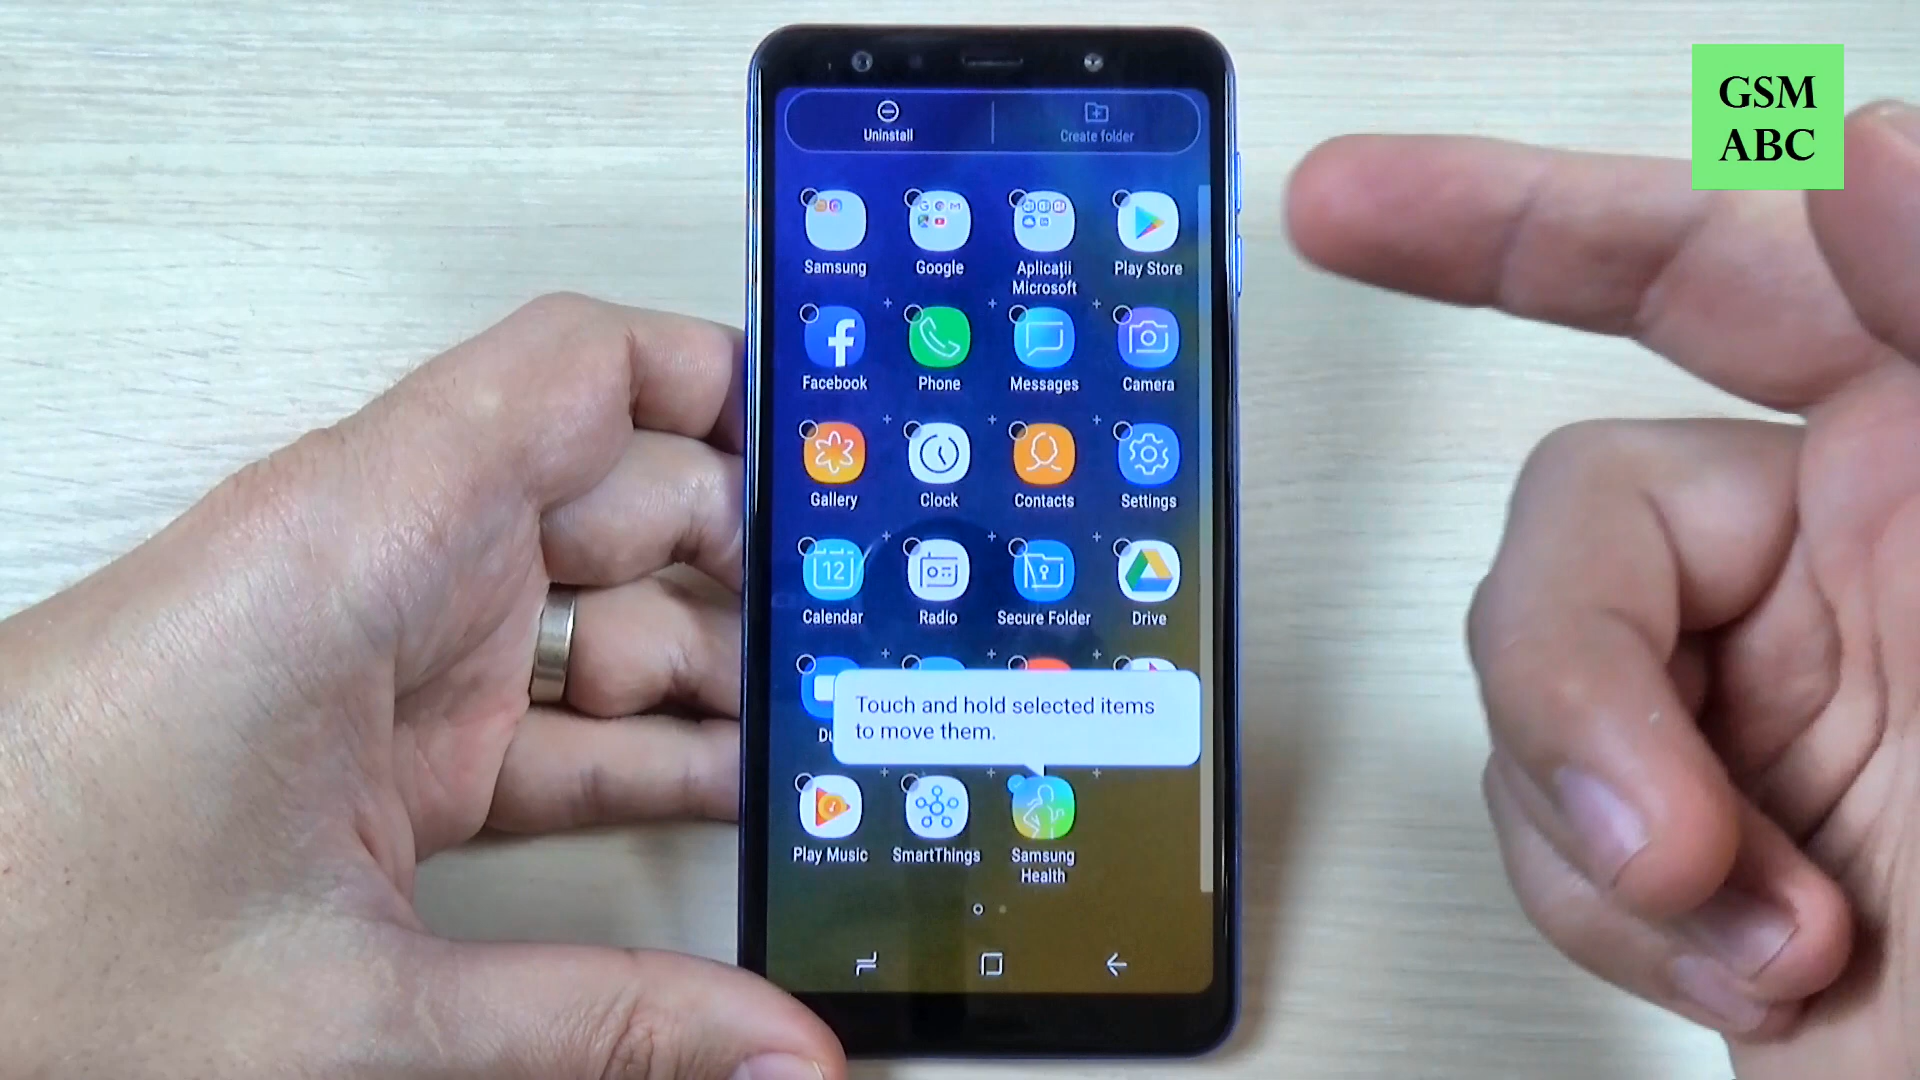 GSM
ABC
Uninstall
Create folder
Samsung
Google
Aplicații
Microsoft
Play Store
Facebook
Phone
Messages
Camera
Gallery
Clock
Contacts
Settings
12
Calendar
Radio
Secure Folder
Drive
Touch and hold selected items
to move them.
Play Music
SmartThings
Samsung
Health